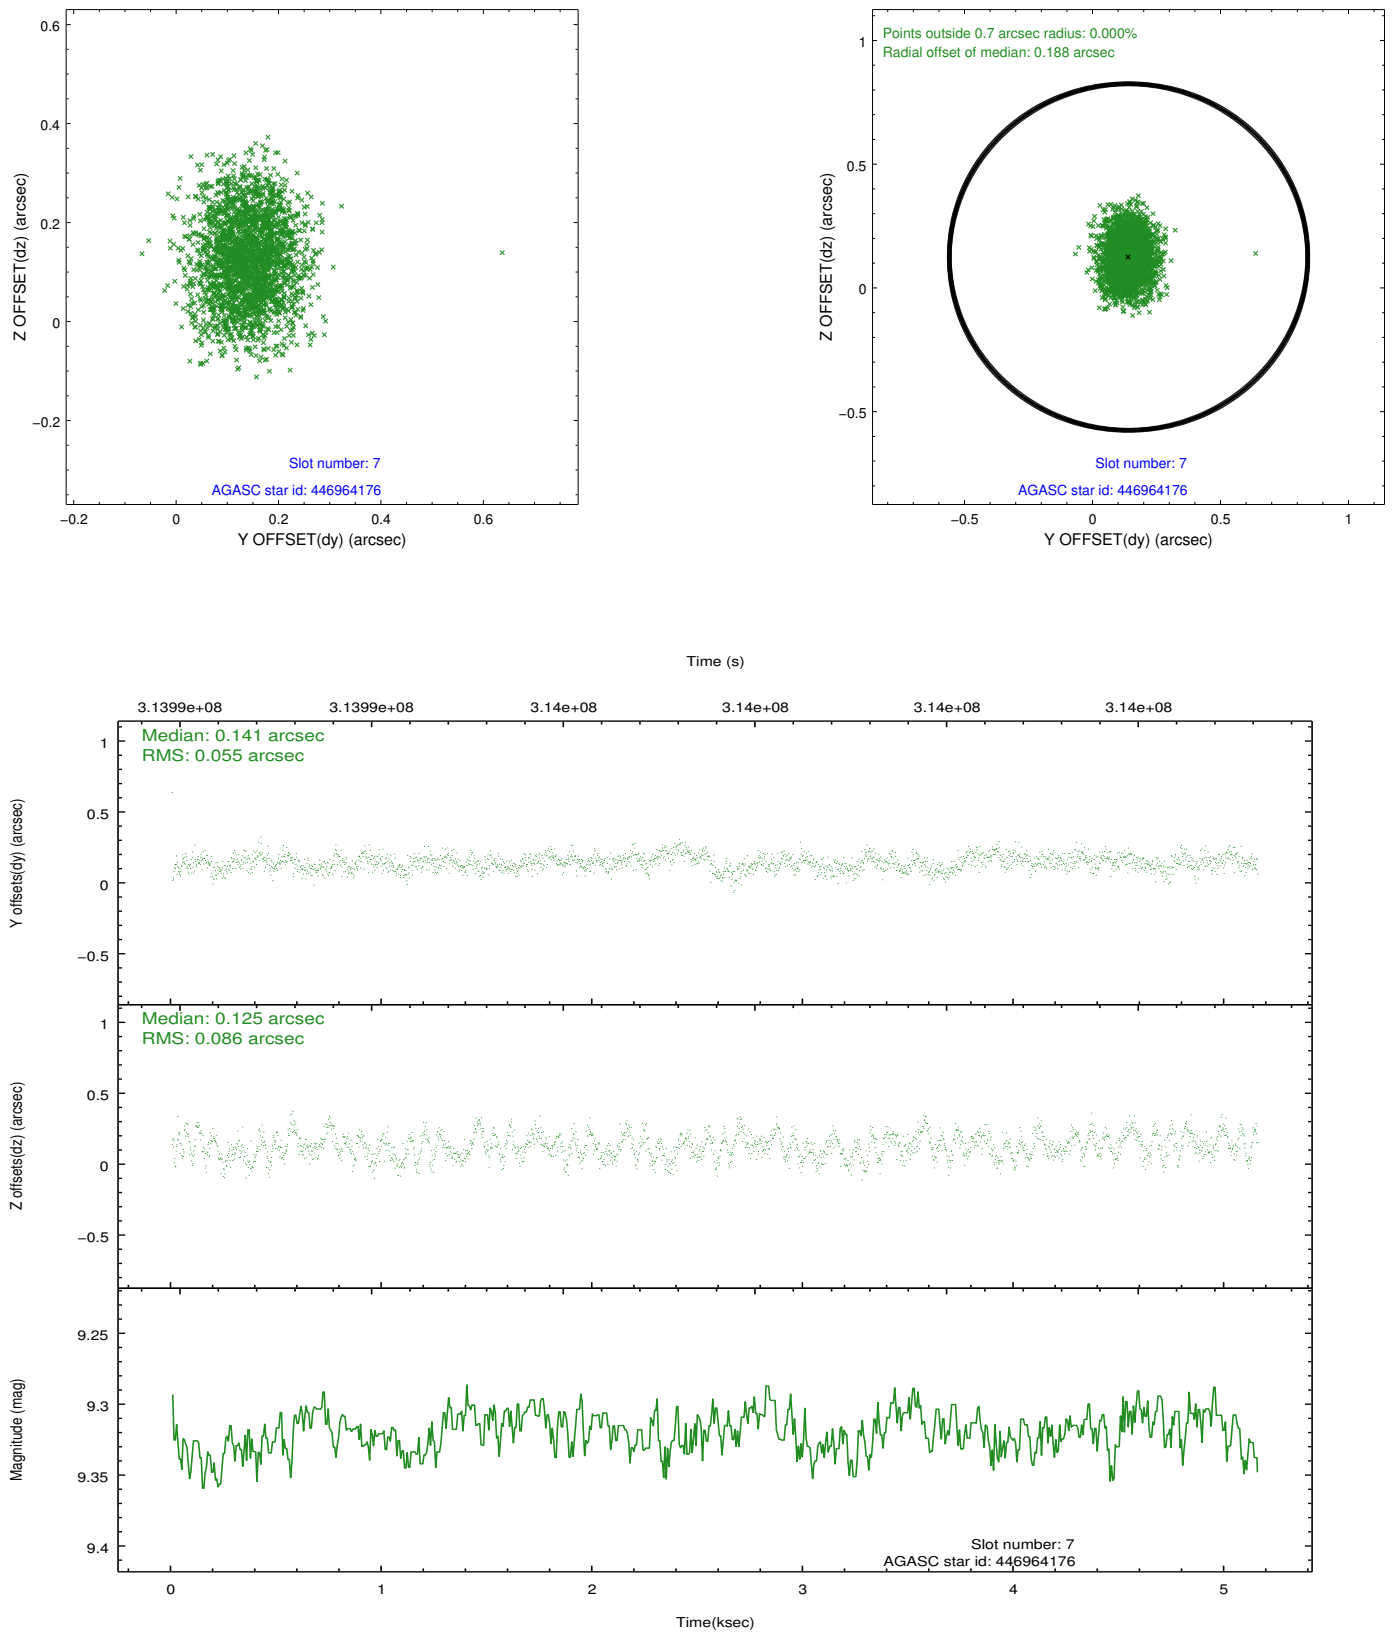 0.6
0.4
0.2
0
−0.2
Z OFFSET(dz) (arcsec)
Slot number: 7
AGASC star id: 446964176
−0.2 0 0.2 0.4 0.6
Y OFFSET(dy) (arcsec)
Points outside 0.7 arcsec radius: 0.000%
Radial offset of median: 0.188 arcsec
1
0.5
0
−0.5
Z OFFSET(dz) (arcsec)
Slot number: 7
AGASC star id: 446964176
−0.5 0 0.5 1
Y OFFSET(dy) (arcsec)
Time (s)
3.1399e+08 3.1399e+08 3.14e+08 3.14e+08 3.14e+08 3.14e+08
Median: 0.141 arcsec
RMS: 0.055 arcsec
1
0.5
0
−0.5
Y offsets(dy) (arcsec)
Median: 0.125 arcsec
RMS: 0.086 arcsec
1
0.5
0
−0.5
Z offsets(dz) (arcsec)
9.25
9.3
9.35
9.4
Magnitude (mag)
Slot number: 7
AGASC star id: 446964176
0 1 2 3 4 5
Time(ksec)